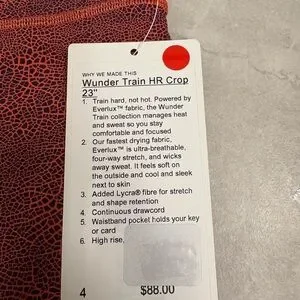 WHY WE MADE THIS
Wunder Train HR Crop
23"
1. Train hard, not hot. Powered by
Everlux™ fabric, the Wunder
Train collection manages heat
and sweat so you stay
comfortable and focused
2. Our fastest drying fabric,
Everlux™ is ultra-breathable,
four-way stretch, and wicks
away sweat. It feels soft on
the outside and cool and sleek
next to skin
3. Added Lycra® fibre for stretch
and shape retention
4. Continuous drawcord
5. Waistband pocket holds your key
or card
6. High rise,
4
$88.00